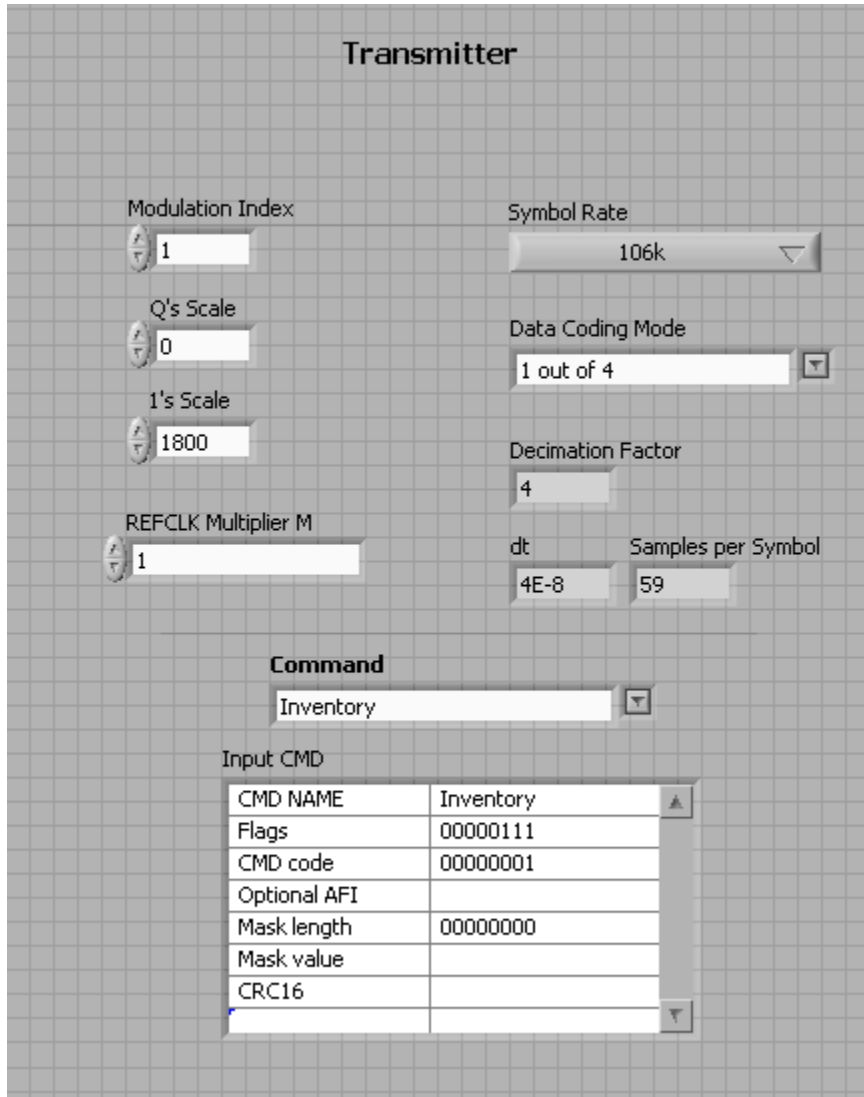 Transmitter
Modulation Index
1
Symbol Rate
106k
Q's Scale
0
Data Coding Mode
1 out of 4
1's Scale
1800
Decimation Factor
4
REFCLK Multiplier M
1
dt Samples per Symbol
4E-8 59
Command
Inventory
Input CMD
CMD NAME Inventory
Flags 00000111
CMD code 00000001
Optional AFI
Mask length 00000000
Mask value
CRC16